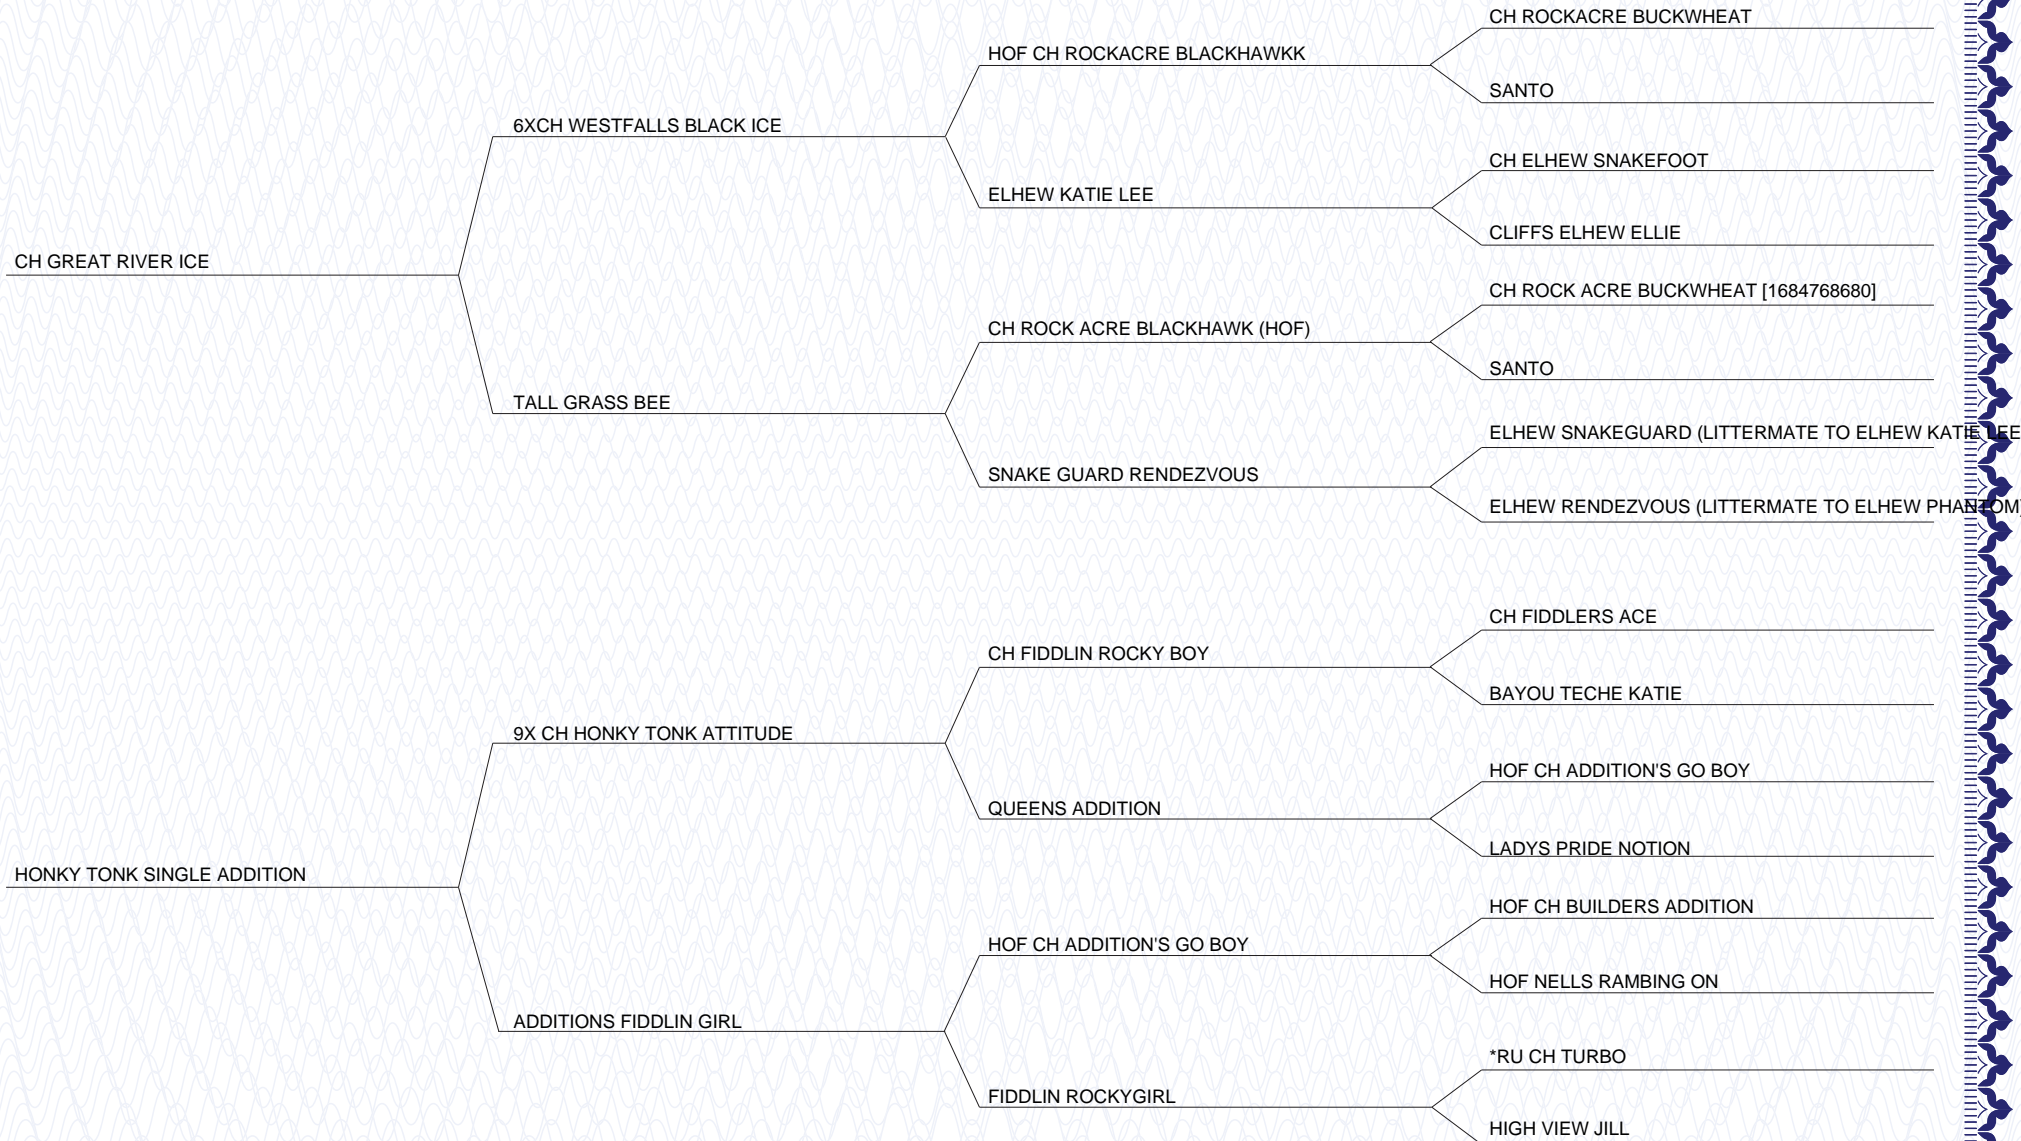 CH ROCKACRE BUCKWHEAT
HOF CH ROCKACRE BLACKHAWKK
SANTO
6XCH WESTFALLS BLACK ICE
CH ELHEW SNAKEFOOT
ELHEW KATIE LEE
CLIFFS ELHEW ELLIE
CH GREAT RIVER ICE
CH ROCK ACRE BUCKWHEAT [1684768680]
CH ROCK ACRE BLACKHAWK (HOF)
SANTO
TALL GRASS BEE
ELHEW SNAKEGUARD (LITTERMATE TO ELHEW KATIE LEE
SNAKE GUARD RENDEZVOUS
ELHEW RENDEZVOUS (LITTERMATE TO ELHEW PHANTOM)
CH FIDDLERS ACE
CH FIDDLIN ROCKY BOY
BAYOU TECHE KATIE
9X CH HONKY TONK ATTITUDE
HOF CH ADDITION'S GO BOY
QUEENS ADDITION
LADYS PRIDE NOTION
HONKY TONK SINGLE ADDITION
HOF CH BUILDERS ADDITION
HOF CH ADDITION'S GO BOY
HOF NELLS RAMBING ON
ADDITIONS FIDDLIN GIRL
*RU CH TURBO
FIDDLIN ROCKYGIRL
HIGH VIEW JILL